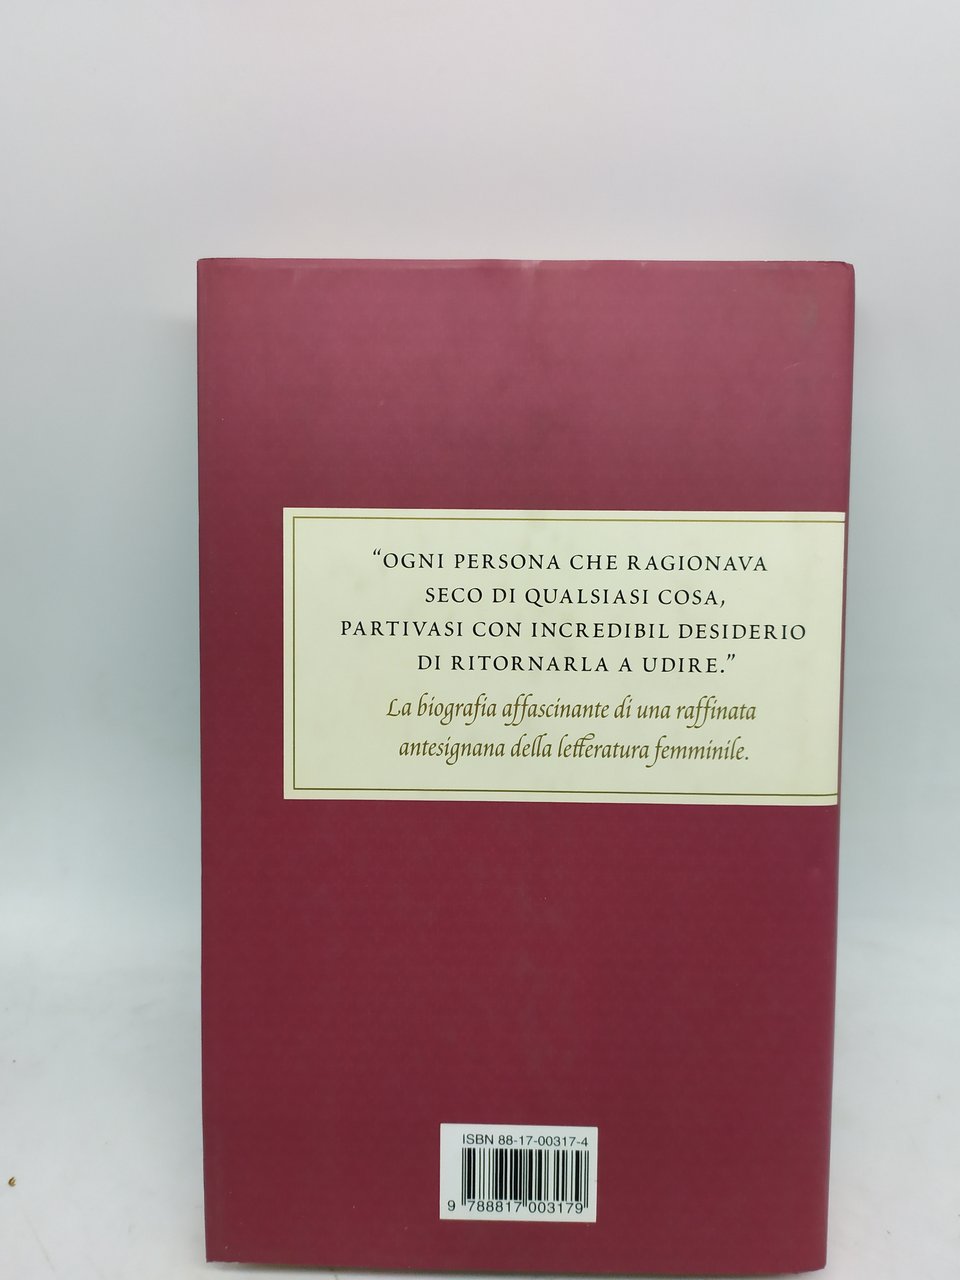 “OGNI PERSONA CHE RAGIONAVA
SECO DI QUALSIASI COSA,
PARTIVASI CON INCREDIBIL DESIDERIO
DI RITORNARLA A UDIRE.”
La biografia affascinante di una raffinata
antesignana della letteratura femminile.
ISBN 88-17-00317-4
9 788817 003179